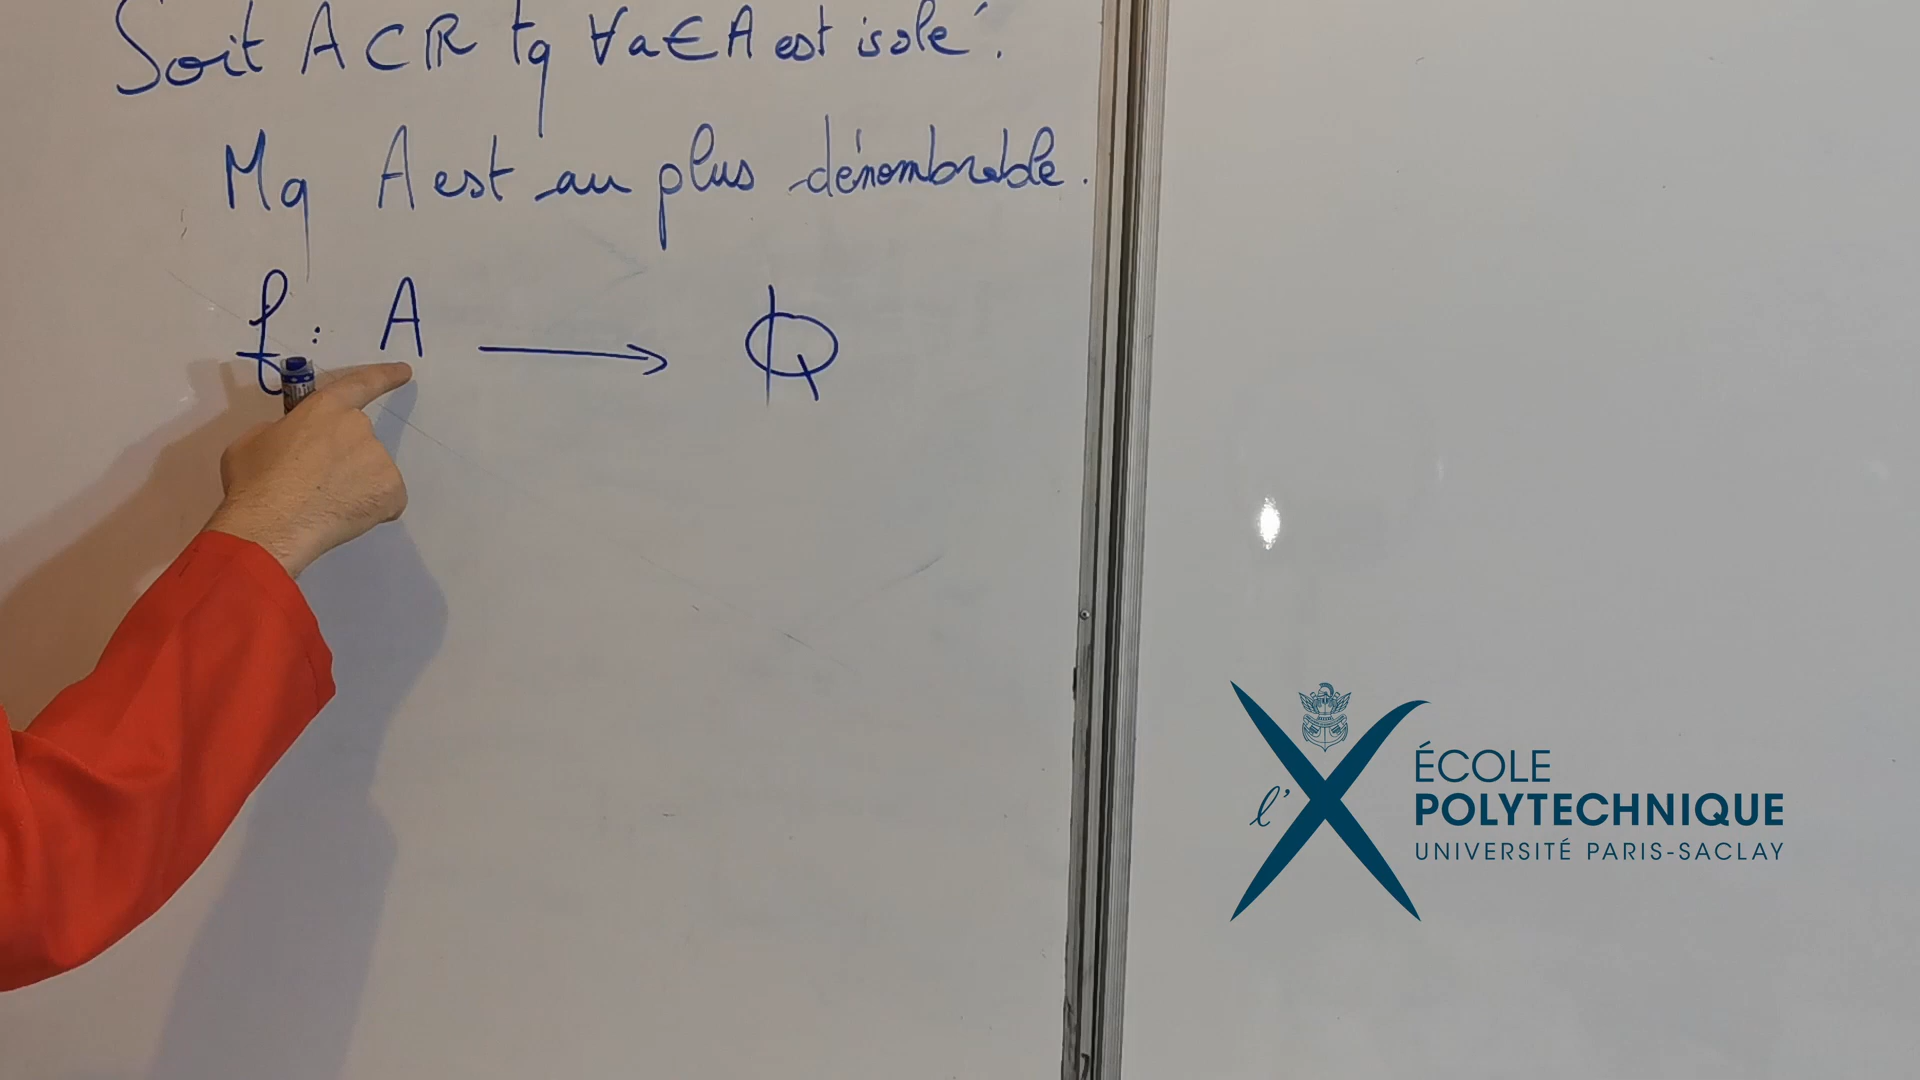 Soit A ⊂ ℝ tq ∀a∈A est isolé.
Mq A est au plus dénombrable.
f : A ⟶ ℚ
l'X
ÉCOLE
POLYTECHNIQUE
UNIVERSITÉ PARIS-SACLAY